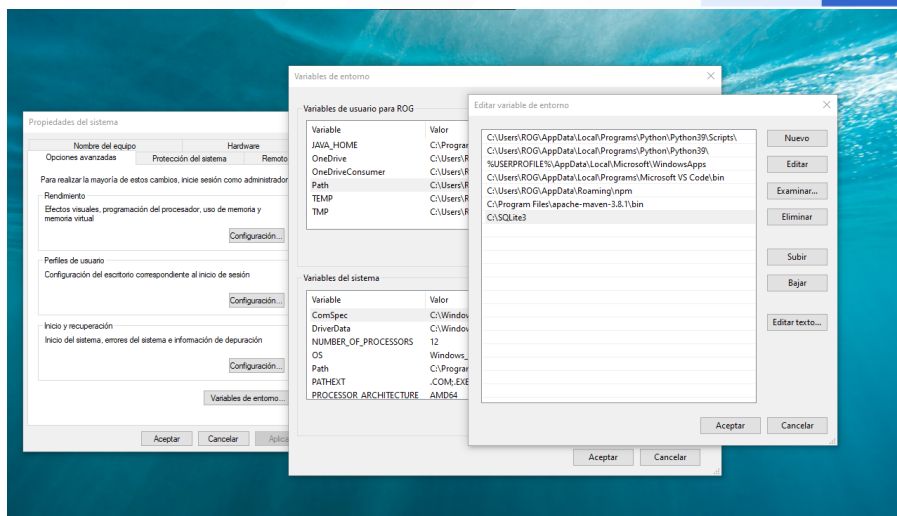 Propiedades del sistema
Nombre del equipo
Hardware
Opciones avanzadas
Protección del sistema
Remoto
Para realizar la mayoría de estos cambios, inicie sesión como administrador
Rendimiento
Efectos visuales, programación del procesador, uso de memoria y
memoria virtual
Configuración...
Perfiles de usuario
Configuración del escritorio correspondiente al inicio de sesión
Configuración...
Inicio y recuperación
Inicio del sistema, errores del sistema e información de depuración
Configuración...
Variables de entorno...
Aceptar
Cancelar
Aplica
Variables de entorno
Variables de usuario para ROG
Variable Valor
JAVA_HOME C:\Progran
OneDrive C:\Users\R
OneDriveConsumer C:\Users\R
Path C:\Users\R
TEMP C:\Users\R
TMP C:\Users\R
Variables del sistema
Variable Valor
ComSpec C:\Window
DriverData C:\Window
NUMBER_OF_PROCESSORS 12
OS Windows_
Path C:\Progran
PATHEXT .COM;.EXE
PROCESSOR_ARCHITECTURE AMD64
Aceptar
Cancelar
Editar variable de entorno
C:\Users\ROG\AppData\Local\Programs\Python\Python39\Scripts\
C:\Users\ROG\AppData\Local\Programs\Python\Python39\
%USERPROFILE%\AppData\Local\Microsoft\WindowsApps
C:\Users\ROG\AppData\Local\Programs\Microsoft VS Code\bin
C:\Users\ROG\AppData\Roaming\npm
C:\Program Files\apache-maven-3.8.1\bin
C:\SQLite3
Nuevo
Editar
Examinar...
Eliminar
Subir
Bajar
Editar texto...
Aceptar
Cancelar